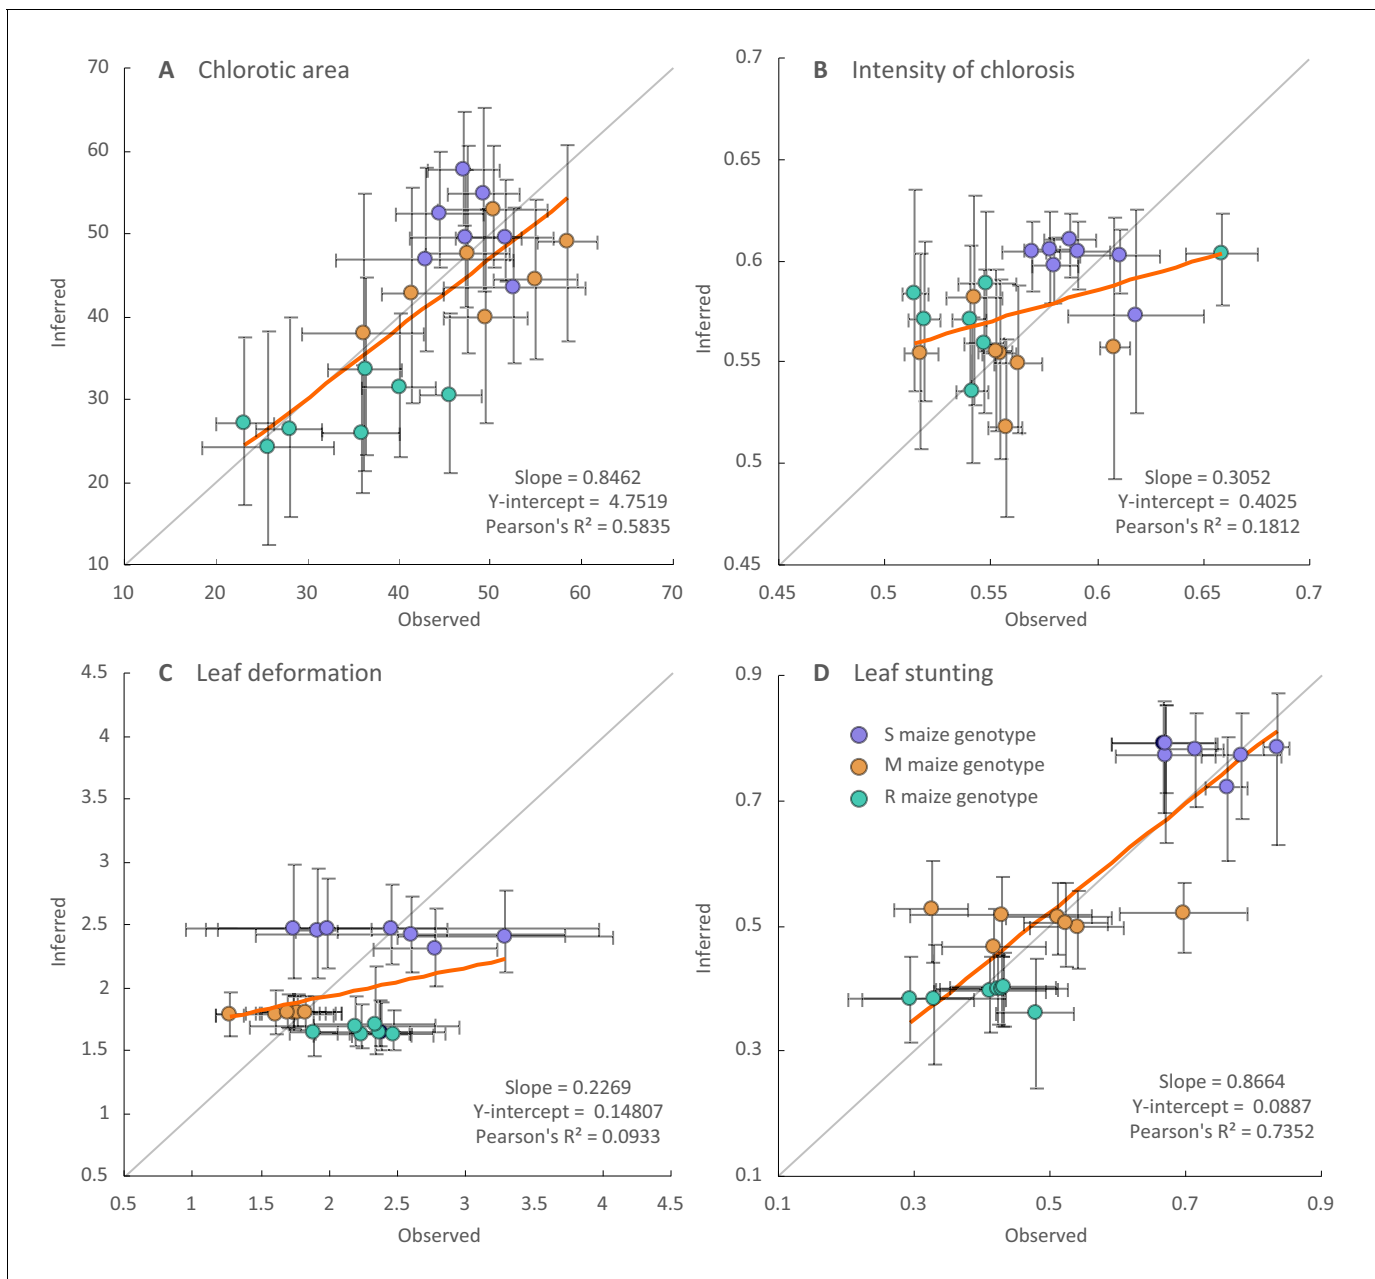 A Chlorotic area
70
60
50
40
30
20
10
Inferred
10 20 30 40 50 60 70
Observed
Slope = 0.8462
Y-intercept = 4.7519
Pearson's R² = 0.5835
B Intensity of chlorosis
0.7
0.65
0.6
0.55
0.5
0.45
Inferred
0.45 0.5 0.55 0.6 0.65 0.7
Observed
Slope = 0.3052
Y-intercept = 0.4025
Pearson's R² = 0.1812
C Leaf deformation
4.5
4
3.5
3
2.5
2
1.5
1
0.5
Inferred
0.5 1 1.5 2 2.5 3 3.5 4 4.5
Observed
Slope = 0.2269
Y-intercept = 0.14807
Pearson's R² = 0.0933
D Leaf stunting
S maize genotype
M maize genotype
R maize genotype
0.9
0.7
0.5
0.3
0.1
Inferred
0.1 0.3 0.5 0.7 0.9
Observed
Slope = 0.8664
Y-intercept = 0.0887
Pearson's R² = 0.7352